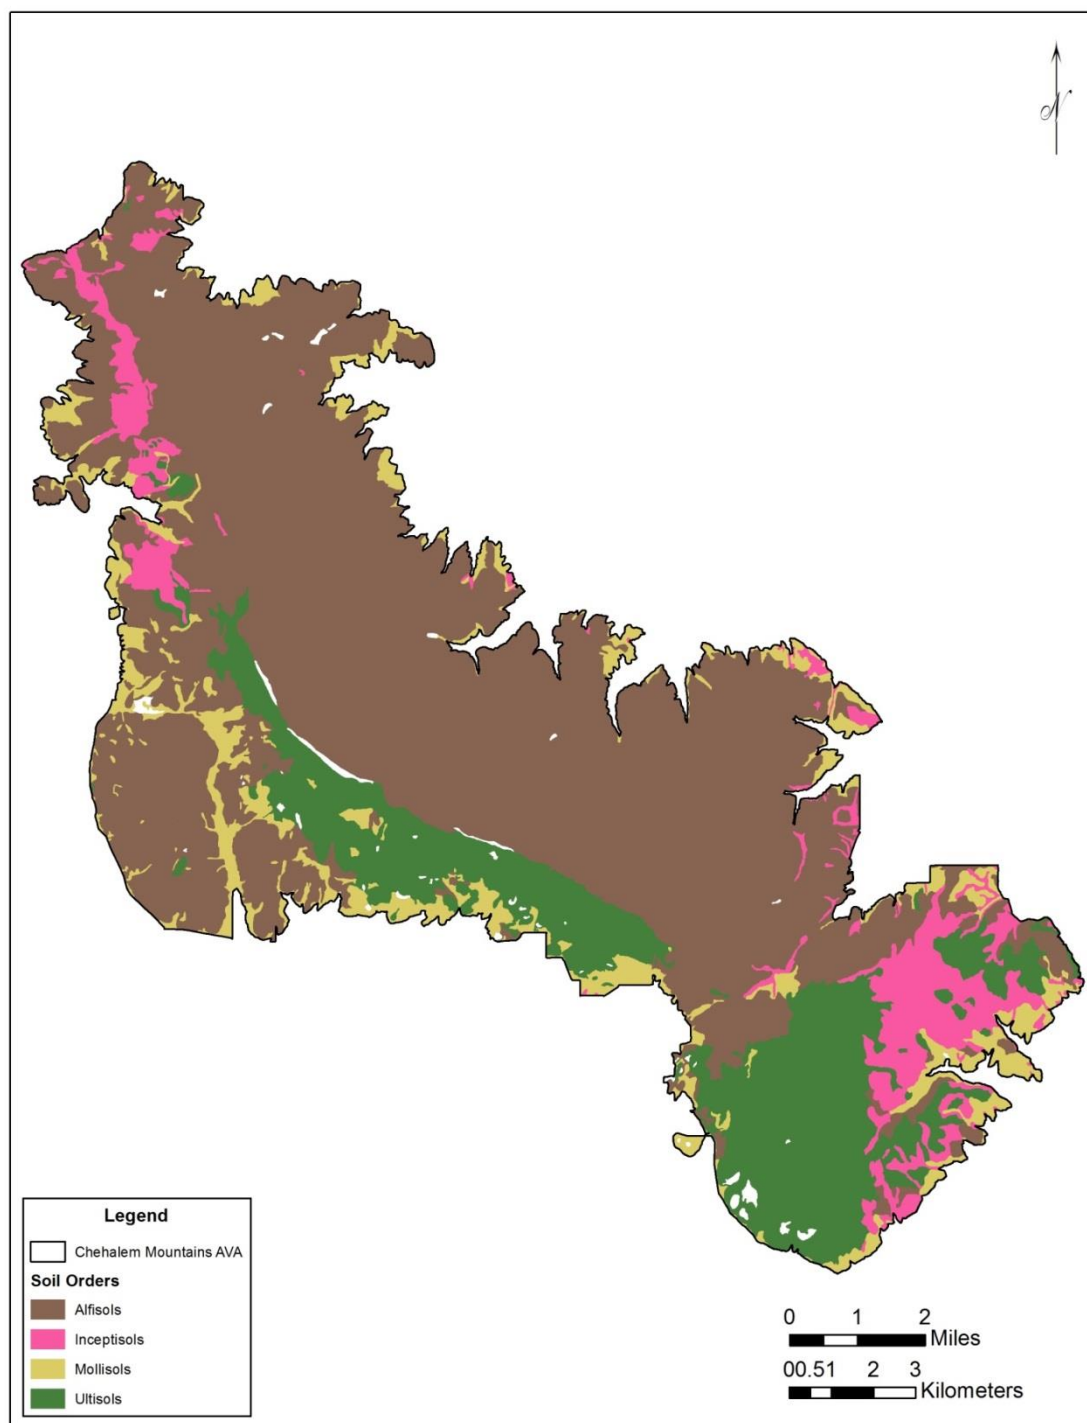 N
Legend
Chehalem Mountains AVA
Soil Orders
Alfisols
Inceptisols
Mollisols
Ultisols
0 1 2
Miles
00.51 2 3
Kilometers